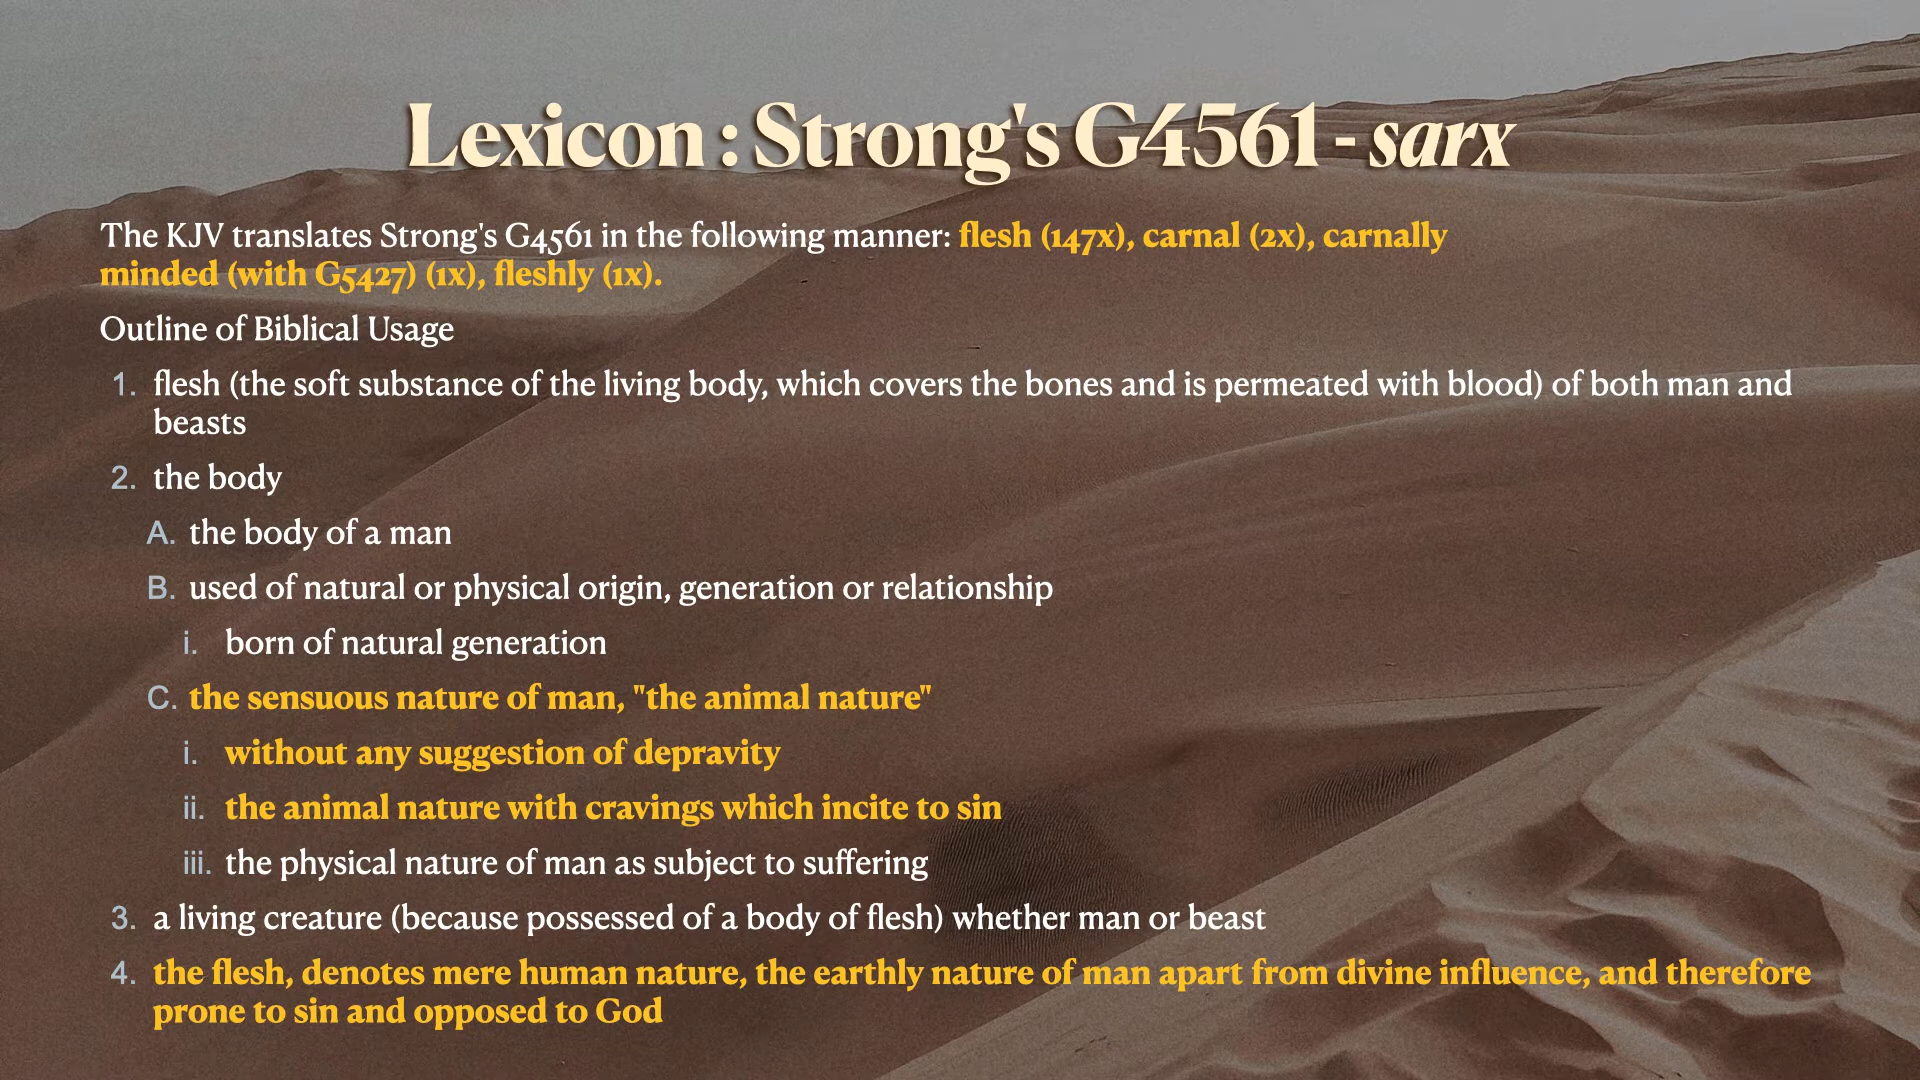 Lexicon : Strong's G4561 - sarx
The KJV translates Strong's G4561 in the following manner: flesh (147x), carnal (2x), carnally
minded (with G5427) (1x), fleshly (1x).
Outline of Biblical Usage
1. flesh (the soft substance of the living body, which covers the bones and is permeated with blood) of both man and
beasts
2. the body
A. the body of a man
B. used of natural or physical origin, generation or relationship
i. born of natural generation
C. the sensuous nature of man, "the animal nature"
i. without any suggestion of depravity
ii. the animal nature with cravings which incite to sin
iii. the physical nature of man as subject to suffering
3. a living creature (because possessed of a body of flesh) whether man or beast
4. the flesh, denotes mere human nature, the earthly nature of man apart from divine influence, and therefore
prone to sin and opposed to God